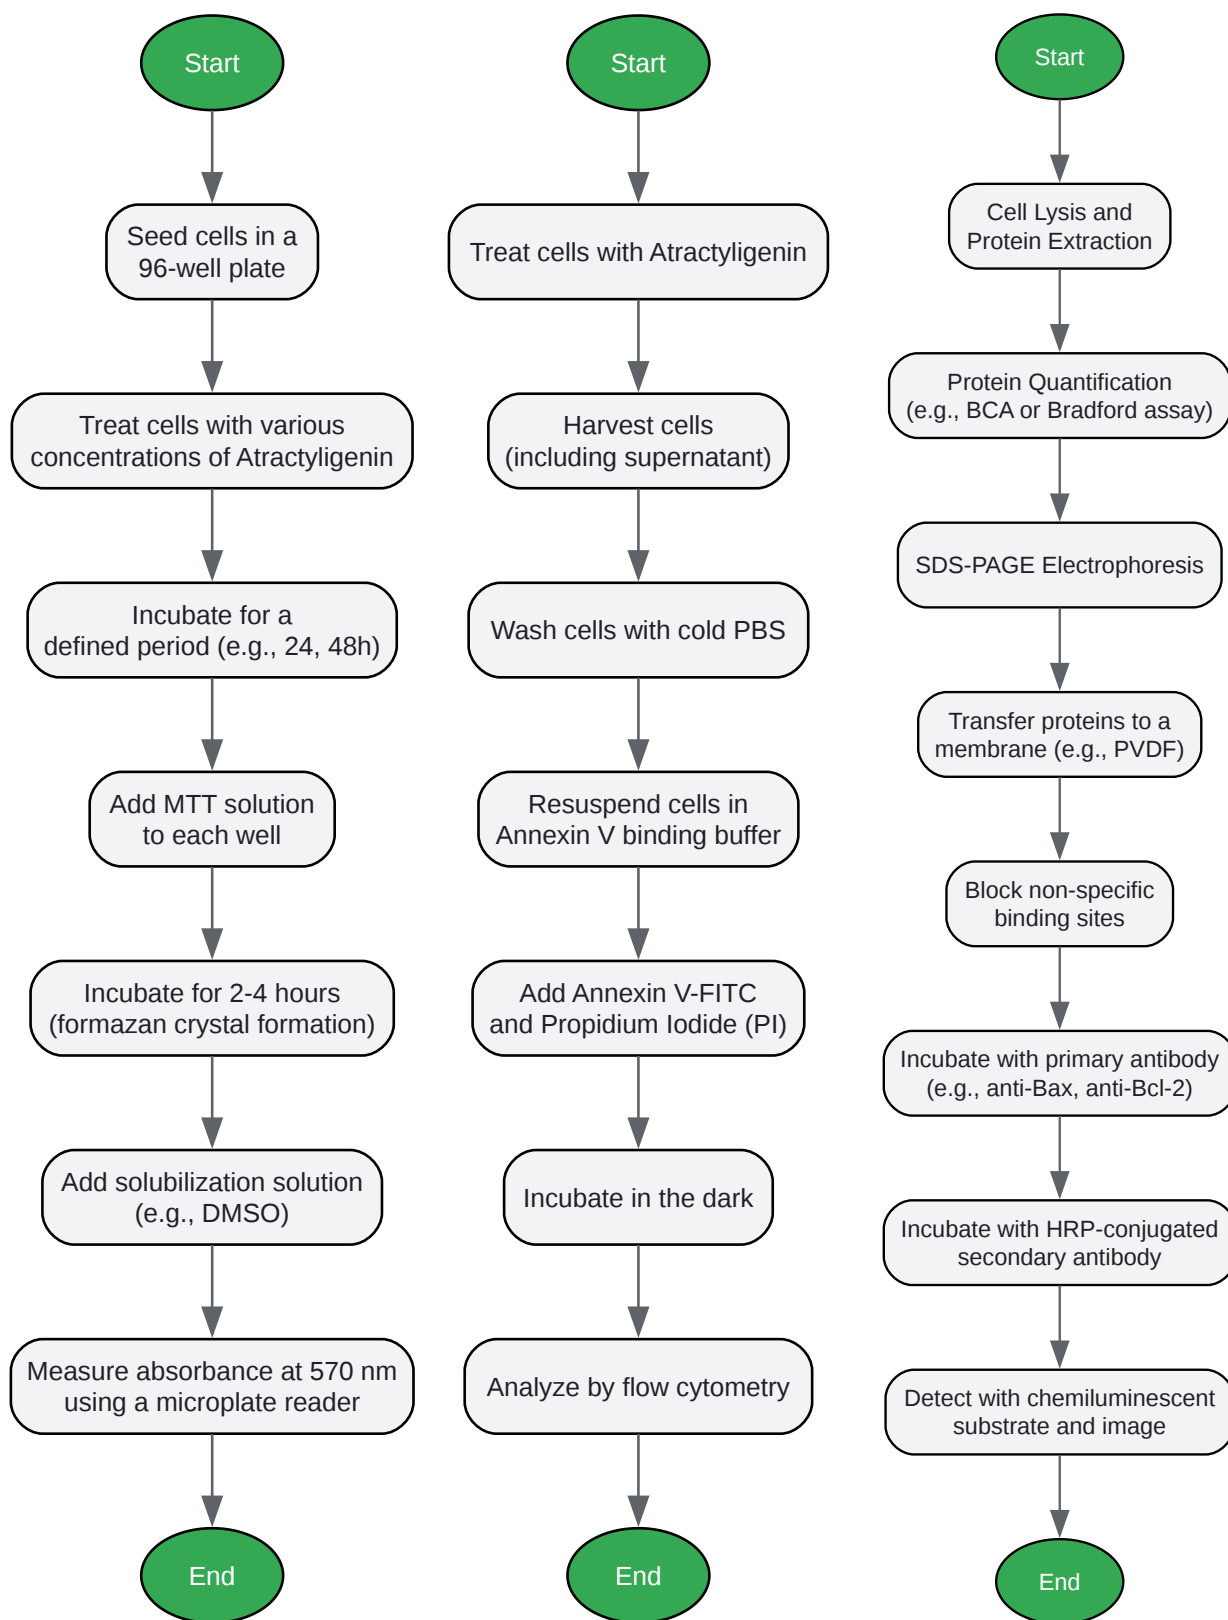 Start
Seed cells in a
96-well plate
Treat cells with various
concentrations of Atractyligenin
Incubate for a
defined period (e.g., 24, 48h)
Add MTT solution
to each well
Incubate for 2-4 hours
(formazan crystal formation)
Add solubilization solution
(e.g., DMSO)
Measure absorbance at 570 nm
using a microplate reader
End
Start
Treat cells with Atractyligenin
Harvest cells
(including supernatant)
Wash cells with cold PBS
Resuspend cells in
Annexin V binding buffer
Add Annexin V-FITC
and Propidium Iodide (PI)
Incubate in the dark
Analyze by flow cytometry
End
Start
Cell Lysis and
Protein Extraction
Protein Quantification
(e.g., BCA or Bradford assay)
SDS-PAGE Electrophoresis
Transfer proteins to a
membrane (e.g., PVDF)
Block non-specific
binding sites
Incubate with primary antibody
(e.g., anti-Bax, anti-Bcl-2)
Incubate with HRP-conjugated
secondary antibody
Detect with chemiluminescent
substrate and image
End